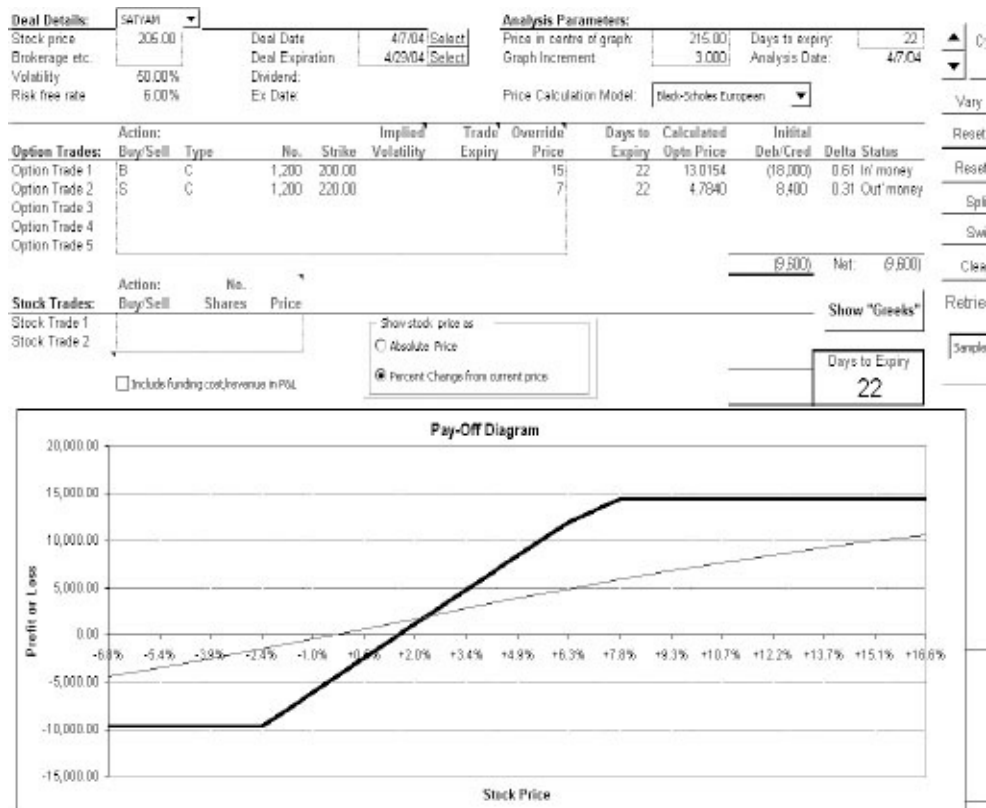 Deal Details: SATYAM Analysis Parameters:
Stock price 205.00 Deal Date 4/7/04 Select Price in centre of graph: 215.00 Days to expiry: 22
Brokerage etc. Deal Expiration 4/29/04 Select Graph Increment 3.000 Analysis Date: 4/7/04
Volatility 50.00% Dividend:
Risk free rate 6.00% Ex Date: Price Calculation Model: Black-Scholes European
Vary
Action: Implied Trade Override Days to Calculated Initital Reset
Option Trades: Buy/Sell Type No. Strike Volatility Expiry Price Expiry Optn Price Deb/Cred Delta Status
Option Trade 1 B C 1,200 200.00 15 22 13.0154 (18,000) 0.61 In' money Reset
Option Trade 2 S C 1,200 220.00 7 22 4.7840 8,400 0.31 Out' money
Option Trade 3 Spli
Option Trade 4 Swi
Option Trade 5
(9,600) Net: (9,600) Clea
Action: No.
Stock Trades: Buy/Sell Shares Price Show "Greeks" Retrie
Stock Trade 1 Show stock price as
Stock Trade 2 Absolute Price Sample
Days to Expiry
Include funding cost/revenue in P&L Percent Change from current price
22
Pay-Off Diagram
20,000.00
15,000.00
10,000.00
5,000.00
0.00
-6.8% -5.4% -3.9% -2.4% -1.0% +2.0% +3.4% +4.9% +6.3% +7.8% +9.3% +10.7% +12.2% +13.7% +15.1% +16.6%
-5,000.00
-10,000.00
-15,000.00
Profit or Loss
Stock Price